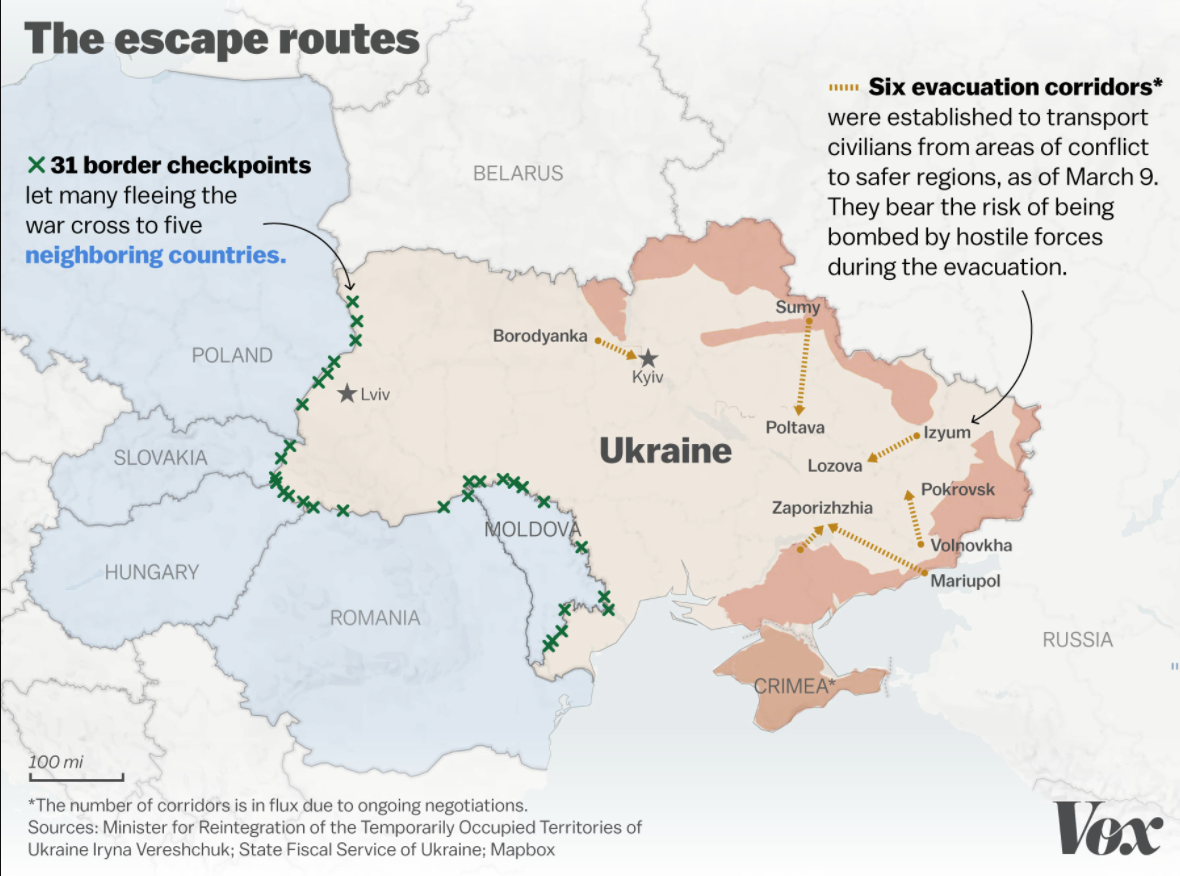 The escape routes
Six evacuation corridors*
were established to transport
civilians from areas of conflict
to safer regions, as of March 9.
They bear the risk of being
bombed by hostile forces
during the evacuation.
31 border checkpoints
let many fleeing the
war cross to five
neighboring countries.
BELARUS
POLAND
Lviv
Borodyanka
Kyiv
Sumy
Poltava
Ukraine
Izyum
Lozova
SLOVAKIA
Pokrovsk
Zaporizhzhia
MOLDOVA
Volnovkha
HUNGARY
Mariupol
ROMANIA
RUSSIA
CRIMEA*
100 mi
*The number of corridors is in flux due to ongoing negotiations.
Sources: Minister for Reintegration of the Temporarily Occupied Territories of
Ukraine Iryna Vereshchuk; State Fiscal Service of Ukraine; Mapbox
Vox